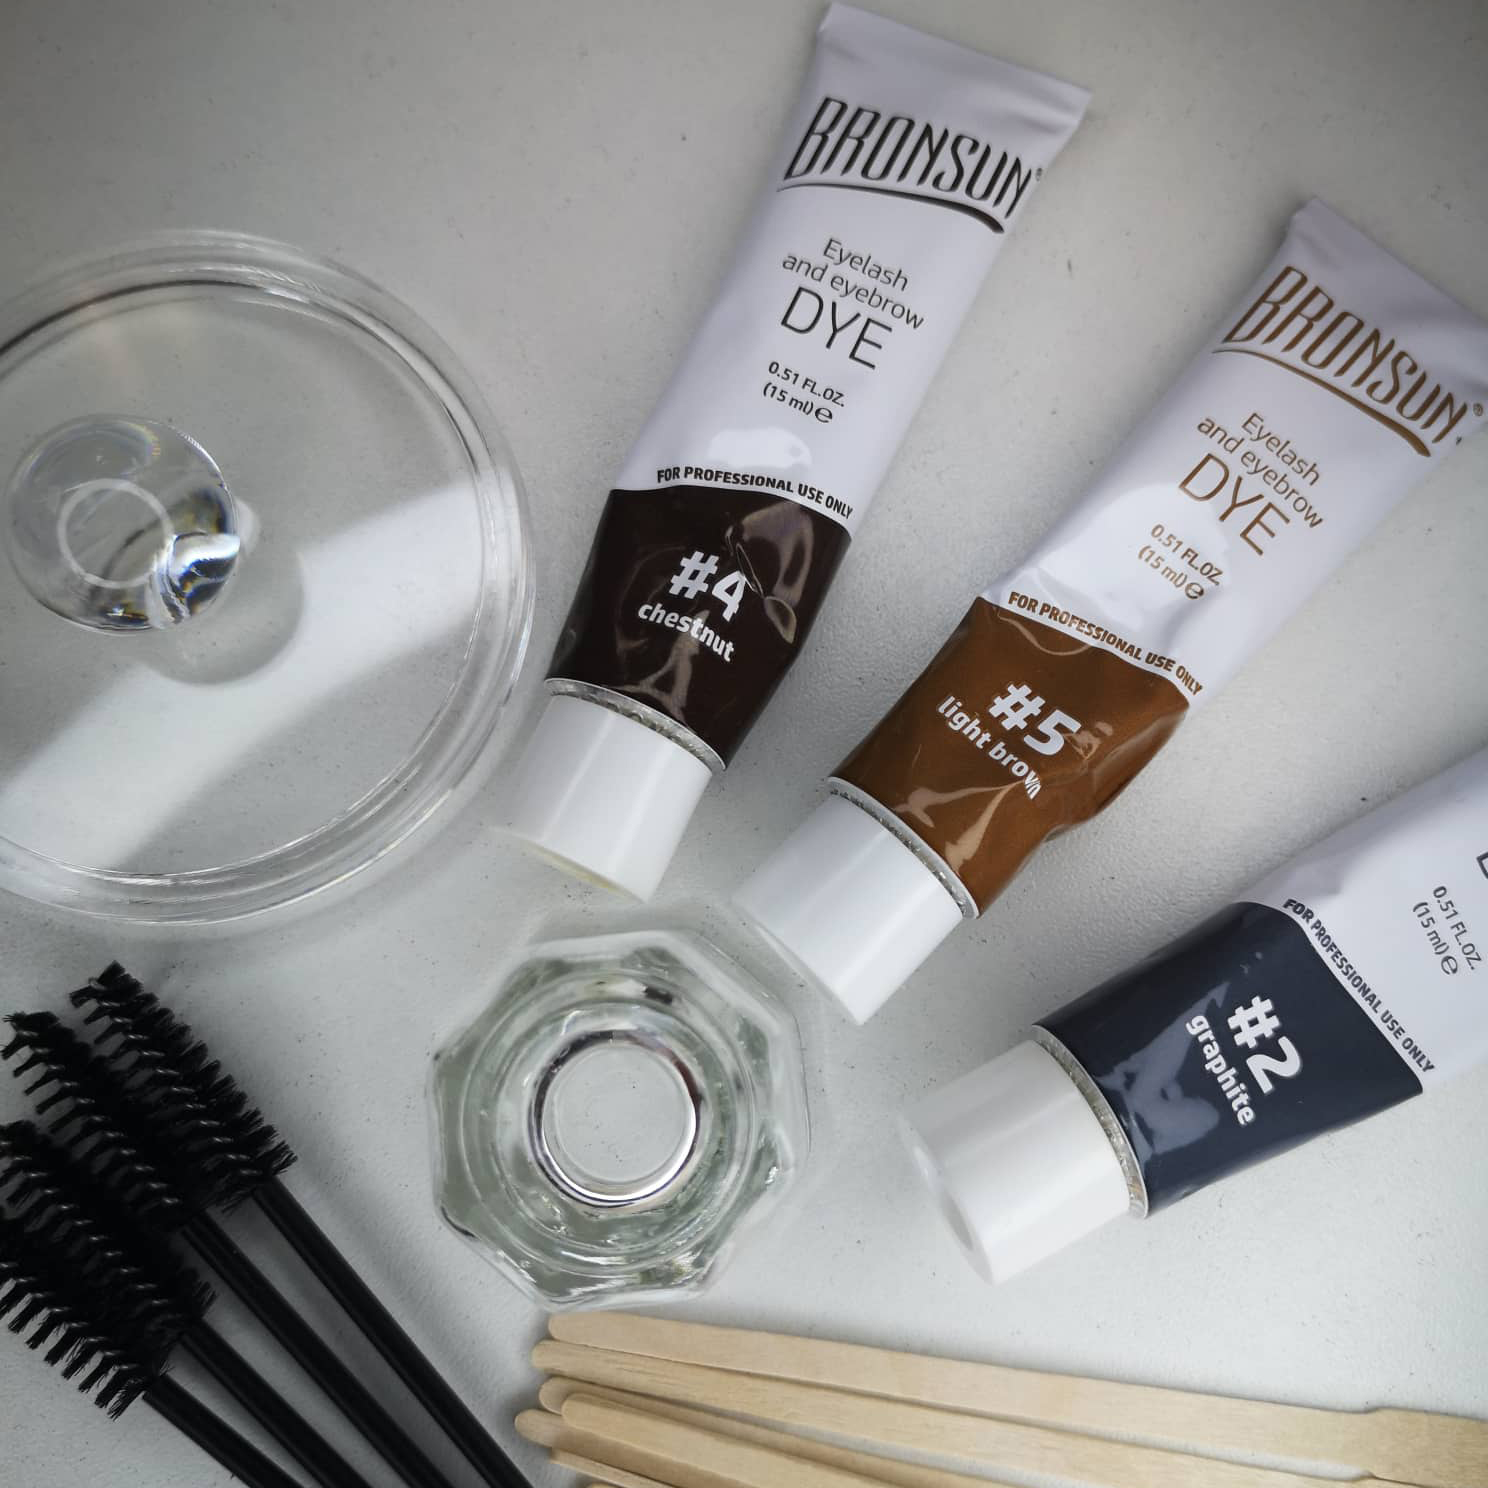 BRONSUN®
Eyelash
and eyebrow
DYE
0.51 FL.OZ.
(15 ml) e
FOR PROFESSIONAL USE ONLY
#4
chestnut
BRONSUN®
Eyelash
and eyebrow
DYE
0.51 FL.OZ.
(15 ml) e
FOR PROFESSIONAL USE ONLY
#5
light brown
0.51 FL.OZ.
(15 ml) e
FOR PROFESSIONAL USE ONLY
#2
graphite